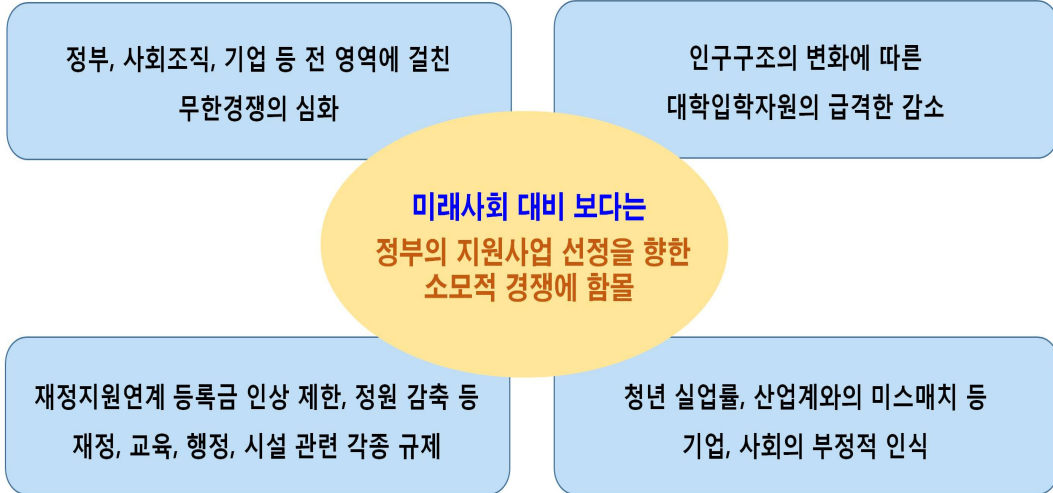 정부, 사회조직, 기업 등 전 영역에 걸친
무한경쟁의 심화
인구구조의 변화에 따른
대학입학자원의 급격한 감소
미래사회 대비 보다는
정부의 지원사업 선정을 향한
소모적 경쟁에 함몰
재정지원연계 등록금 인상 제한, 정원 감축 등
재정, 교육, 행정, 시설 관련 각종 규제
청년 실업률, 산업계와의 미스매치 등
기업, 사회의 부정적 인식